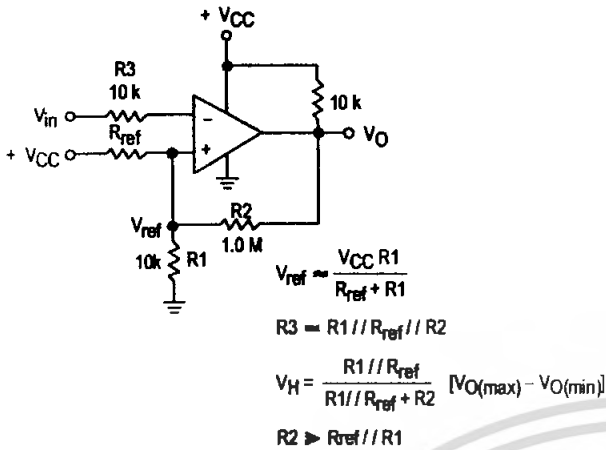 + VCC
R3
10 k
10 k
Vin
Rref
+ VCC
−
+
VO
Vref
R2
1.0 M
10k
R1
Vref ≈ VCC R1 / Rref + R1
R3 ≃ R1 // Rref // R2
VH = R1 // Rref / R1// Rref + R2 [VO(max) − VO(min)]
R2 ≫ Rref // R1